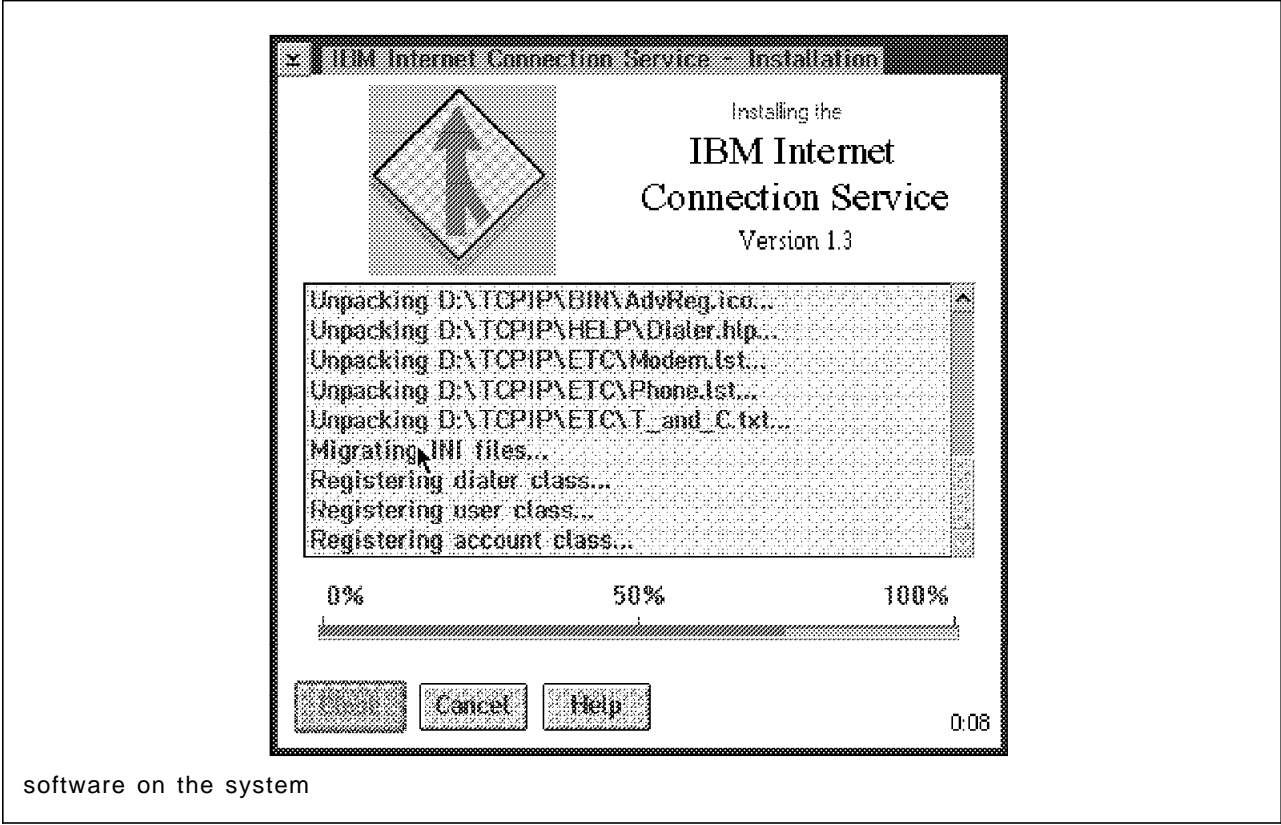 IBM Internet Connection Service - Installation
Installing the
IBM Internet
Connection Service
Version 1.3
Unpacking D:\TCPIP\BIN\AdvReg.ico...
Unpacking D:\TCPIP\HELP\Dialer.hlp...
Unpacking D:\TCPIP\ETC\Modem.lst...
Unpacking D:\TCPIP\ETC\Phone.lst...
Unpacking D:\TCPIP\ETC\T_and_C.txt...
Migrating INI files...
Registering dialer class...
Registering user class...
Registering account class...
0% 50% 100%
Cancel Help
0:08
software on the system